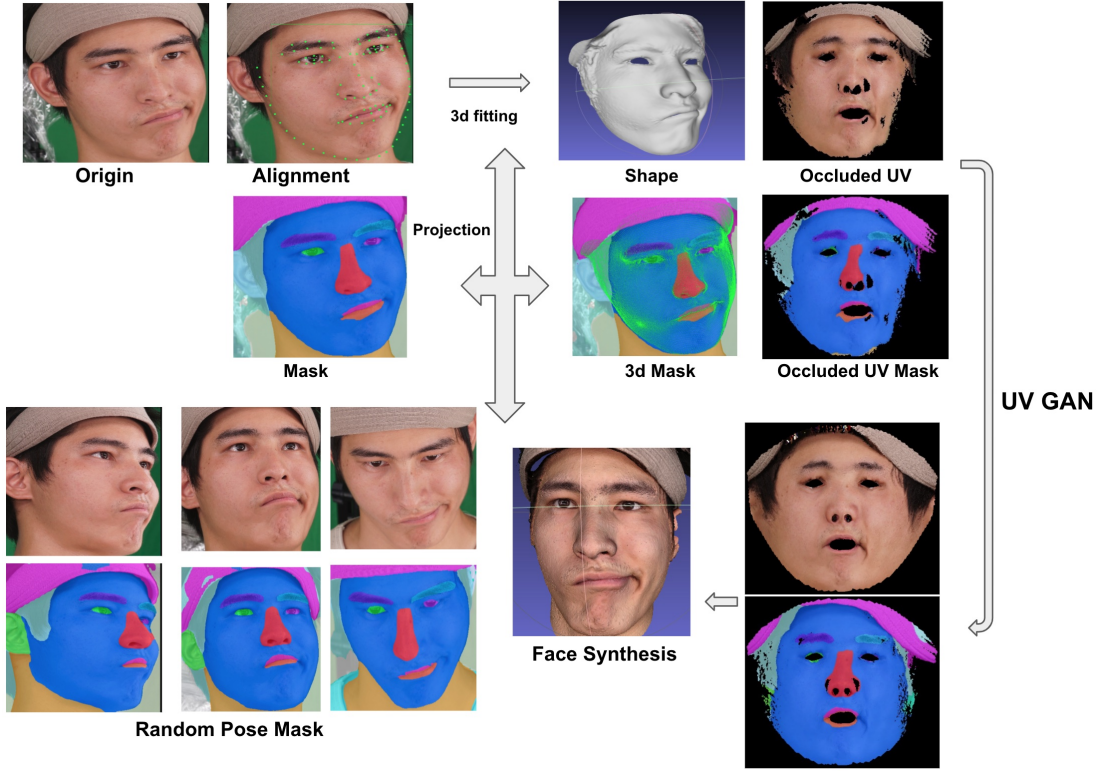 3d fitting
Origin
Alignment
Shape
Occluded UV
Projection
Mask
3d Mask
Occluded UV Mask
UV GAN
Face Synthesis
Random Pose Mask